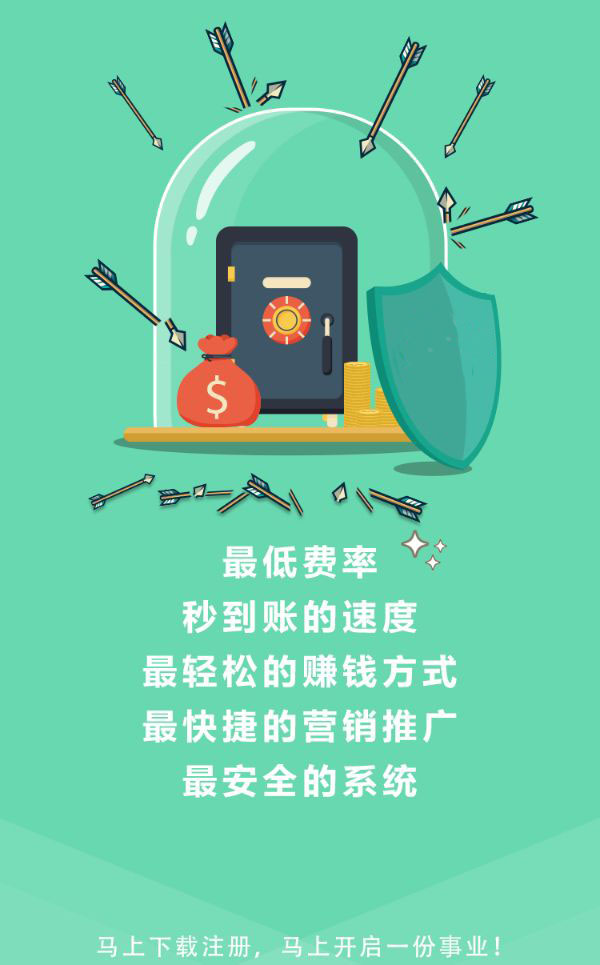 $
最低费率
秒到账的速度
最轻松的赚钱方式
最快捷的营销推广
最安全的系统
马上下载注册，马上开启一份事业！